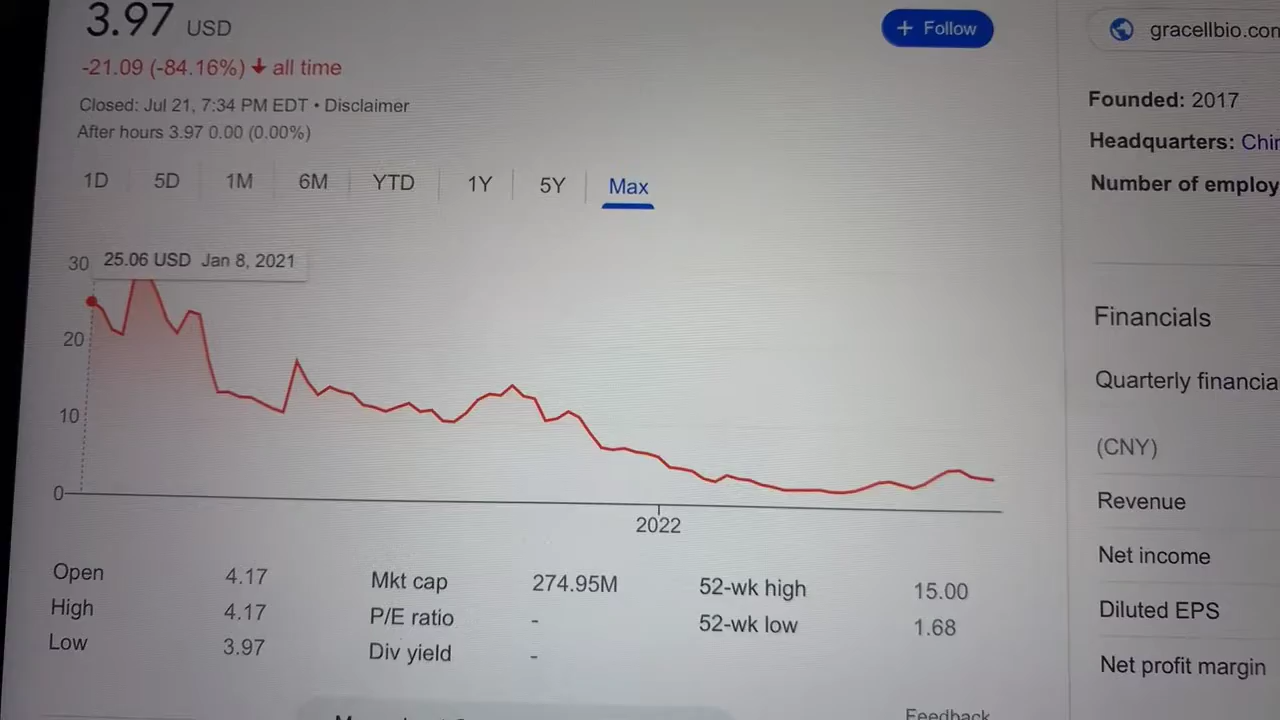 3.97 USD
+ Follow
-21.09 (-84.16%) ↓ all time
Closed: Jul 21, 7:34 PM EDT • Disclaimer
After hours 3.97 0.00 (0.00%)
1D 5D 1M 6M YTD 1Y 5Y Max
25.06 USD Jan 8, 2021
30
20
10
0
2022
Open 4.17 Mkt cap 274.95M 52-wk high 15.00
High 4.17 P/E ratio - 52-wk low 1.68
Low 3.97 Div yield -
Feedback
gracellbio.con
Founded: 2017
Headquarters: Chin
Number of employ
Financials
Quarterly financia
(CNY)
Revenue
Net income
Diluted EPS
Net profit margin